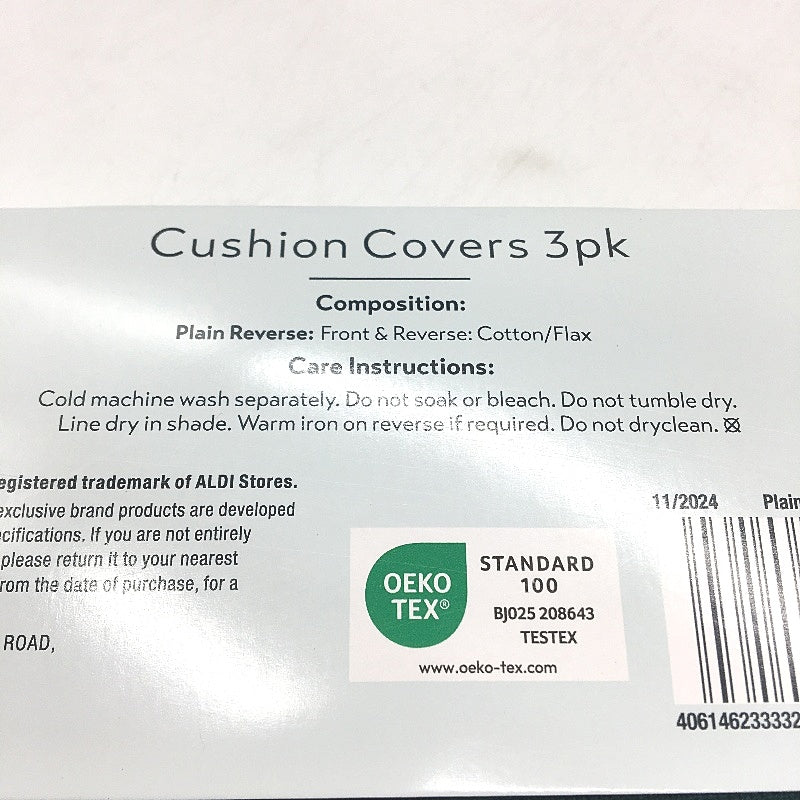 Cushion Covers 3pk
Composition:
Plain Reverse: Front & Reverse: Cotton/Flax
Care Instructions:
Cold machine wash separately. Do not soak or bleach. Do not tumble dry.
Line dry in shade. Warm iron on reverse if required. Do not dryclean.
egistered trademark of ALDI Stores.
exclusive brand products are developed
ecifications. If you are not entirely
please return it to your nearest
rom the date of purchase, for a
ROAD,
OEKO
TEX®
STANDARD
100
BJ025 208643
TESTEX
www.oeko-tex.com
11/2024 Plain
40614623332